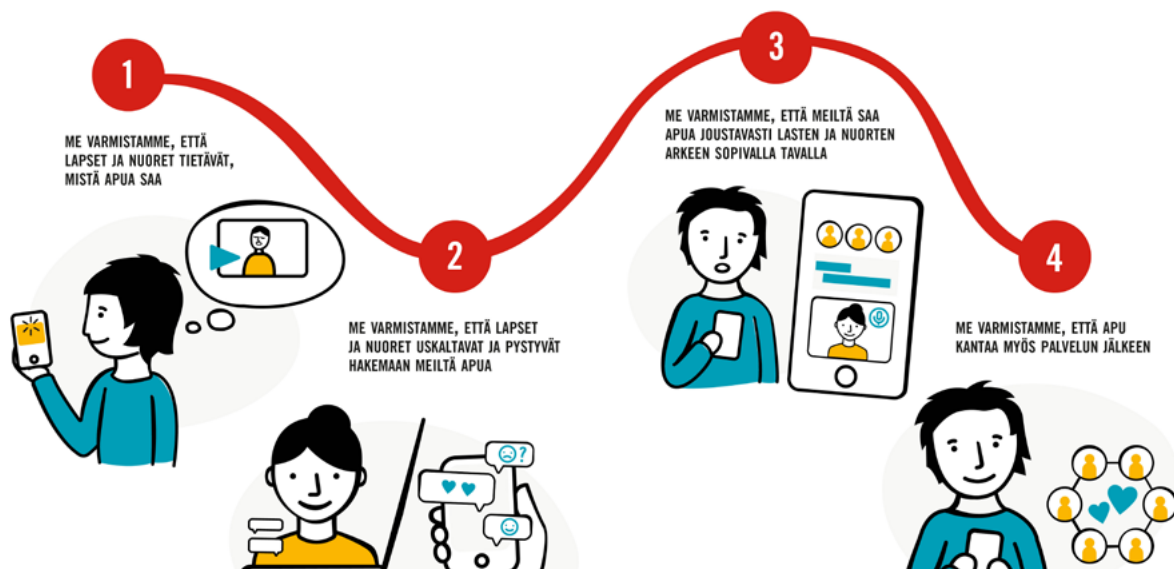 1
ME VARMISTAMME, ETTÄ
LAPSET JA NUORET TIETÄVÄT,
MISTÄ APUA SAA
2
ME VARMISTAMME, ETTÄ LAPSET
JA NUORET USKALTAVAT JA PYSTYVÄT
HAKEMAAN MEILTÄ APUA
?
3
ME VARMISTAMME, ETTÄ MEILTÄ SAA
APUA JOUSTAVASTI LASTEN JA NUORTEN
ARKEEN SOPIVALLA TAVALLA
4
ME VARMISTAMME, ETTÄ APU
KANTAA MYÖS PALVELUN JÄLKEEN